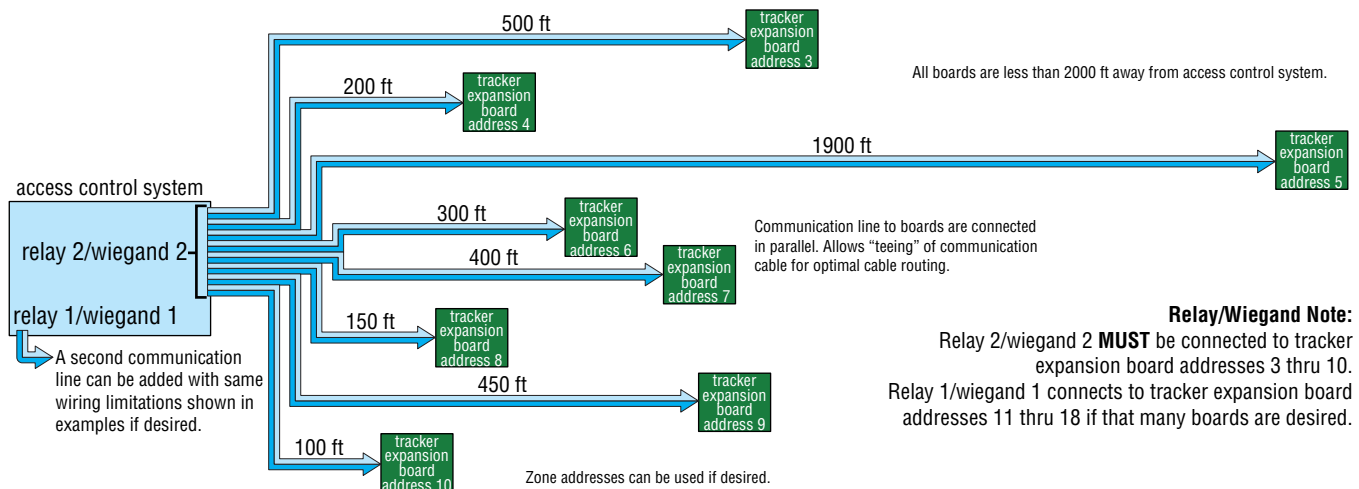 500 ft
tracker
expansion
board
address 3
All boards are less than 2000 ft away from access control system.
200 ft
tracker
expansion
board
address 4
1900 ft
tracker
expansion
board
address 5
access control system
relay 2/wiegand 2
relay 1/wiegand 1
300 ft
tracker
expansion
board
address 6
Communication line to boards are connected
in parallel. Allows “teeing” of communication
cable for optimal cable routing.
400 ft
tracker
expansion
board
address 7
150 ft
tracker
expansion
board
address 8
Relay/Wiegand Note:
Relay 2/wiegand 2 MUST be connected to tracker
expansion board addresses 3 thru 10.
Relay 1/wiegand 1 connects to tracker expansion board
addresses 11 thru 18 if that many boards are desired.
A second communication
line can be added with same
wiring limitations shown in
examples if desired.
450 ft
tracker
expansion
board
address 9
100 ft
tracker
expansion
board
address 10
Zone addresses can be used if desired.